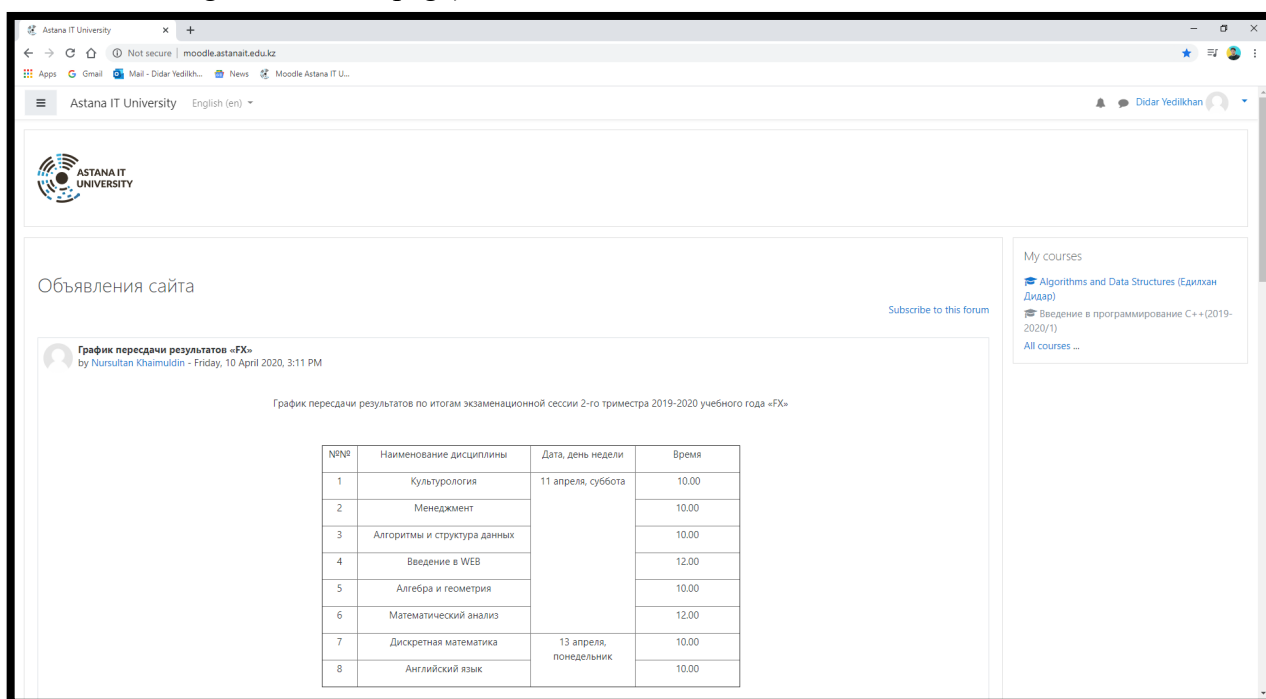 Astana IT University
Not secure | moodle.astanait.edu.kz
Apps Gmail Mail - Didar Yedilkh... News Moodle Astana IT U...
Astana IT University English (en) Didar Yedilkhan
ASTANA IT
UNIVERSITY
Объявления сайта
Subscribe to this forum
График пересдачи результатов «FX»
by Nursultan Khaimuldin - Friday, 10 April 2020, 3:11 PM
График пересдачи результатов по итогам экзаменационной сессии 2-го триместра 2019-2020 учебного года «FX»
№№ Наименование дисциплины Дата, день недели Время
1 Культурология 11 апреля, суббота 10.00
2 Менеджмент 10.00
3 Алгоритмы и структура данных 10.00
4 Введение в WEB 12.00
5 Алгебра и геометрия 10.00
6 Математический анализ 12.00
7 Дискретная математика 13 апреля, понедельник 10.00
8 Английский язык 10.00
My courses
Algorithms and Data Structures (Едилхан
Дидар)
Введение в программирование C++(2019-
2020/1)
All courses ...